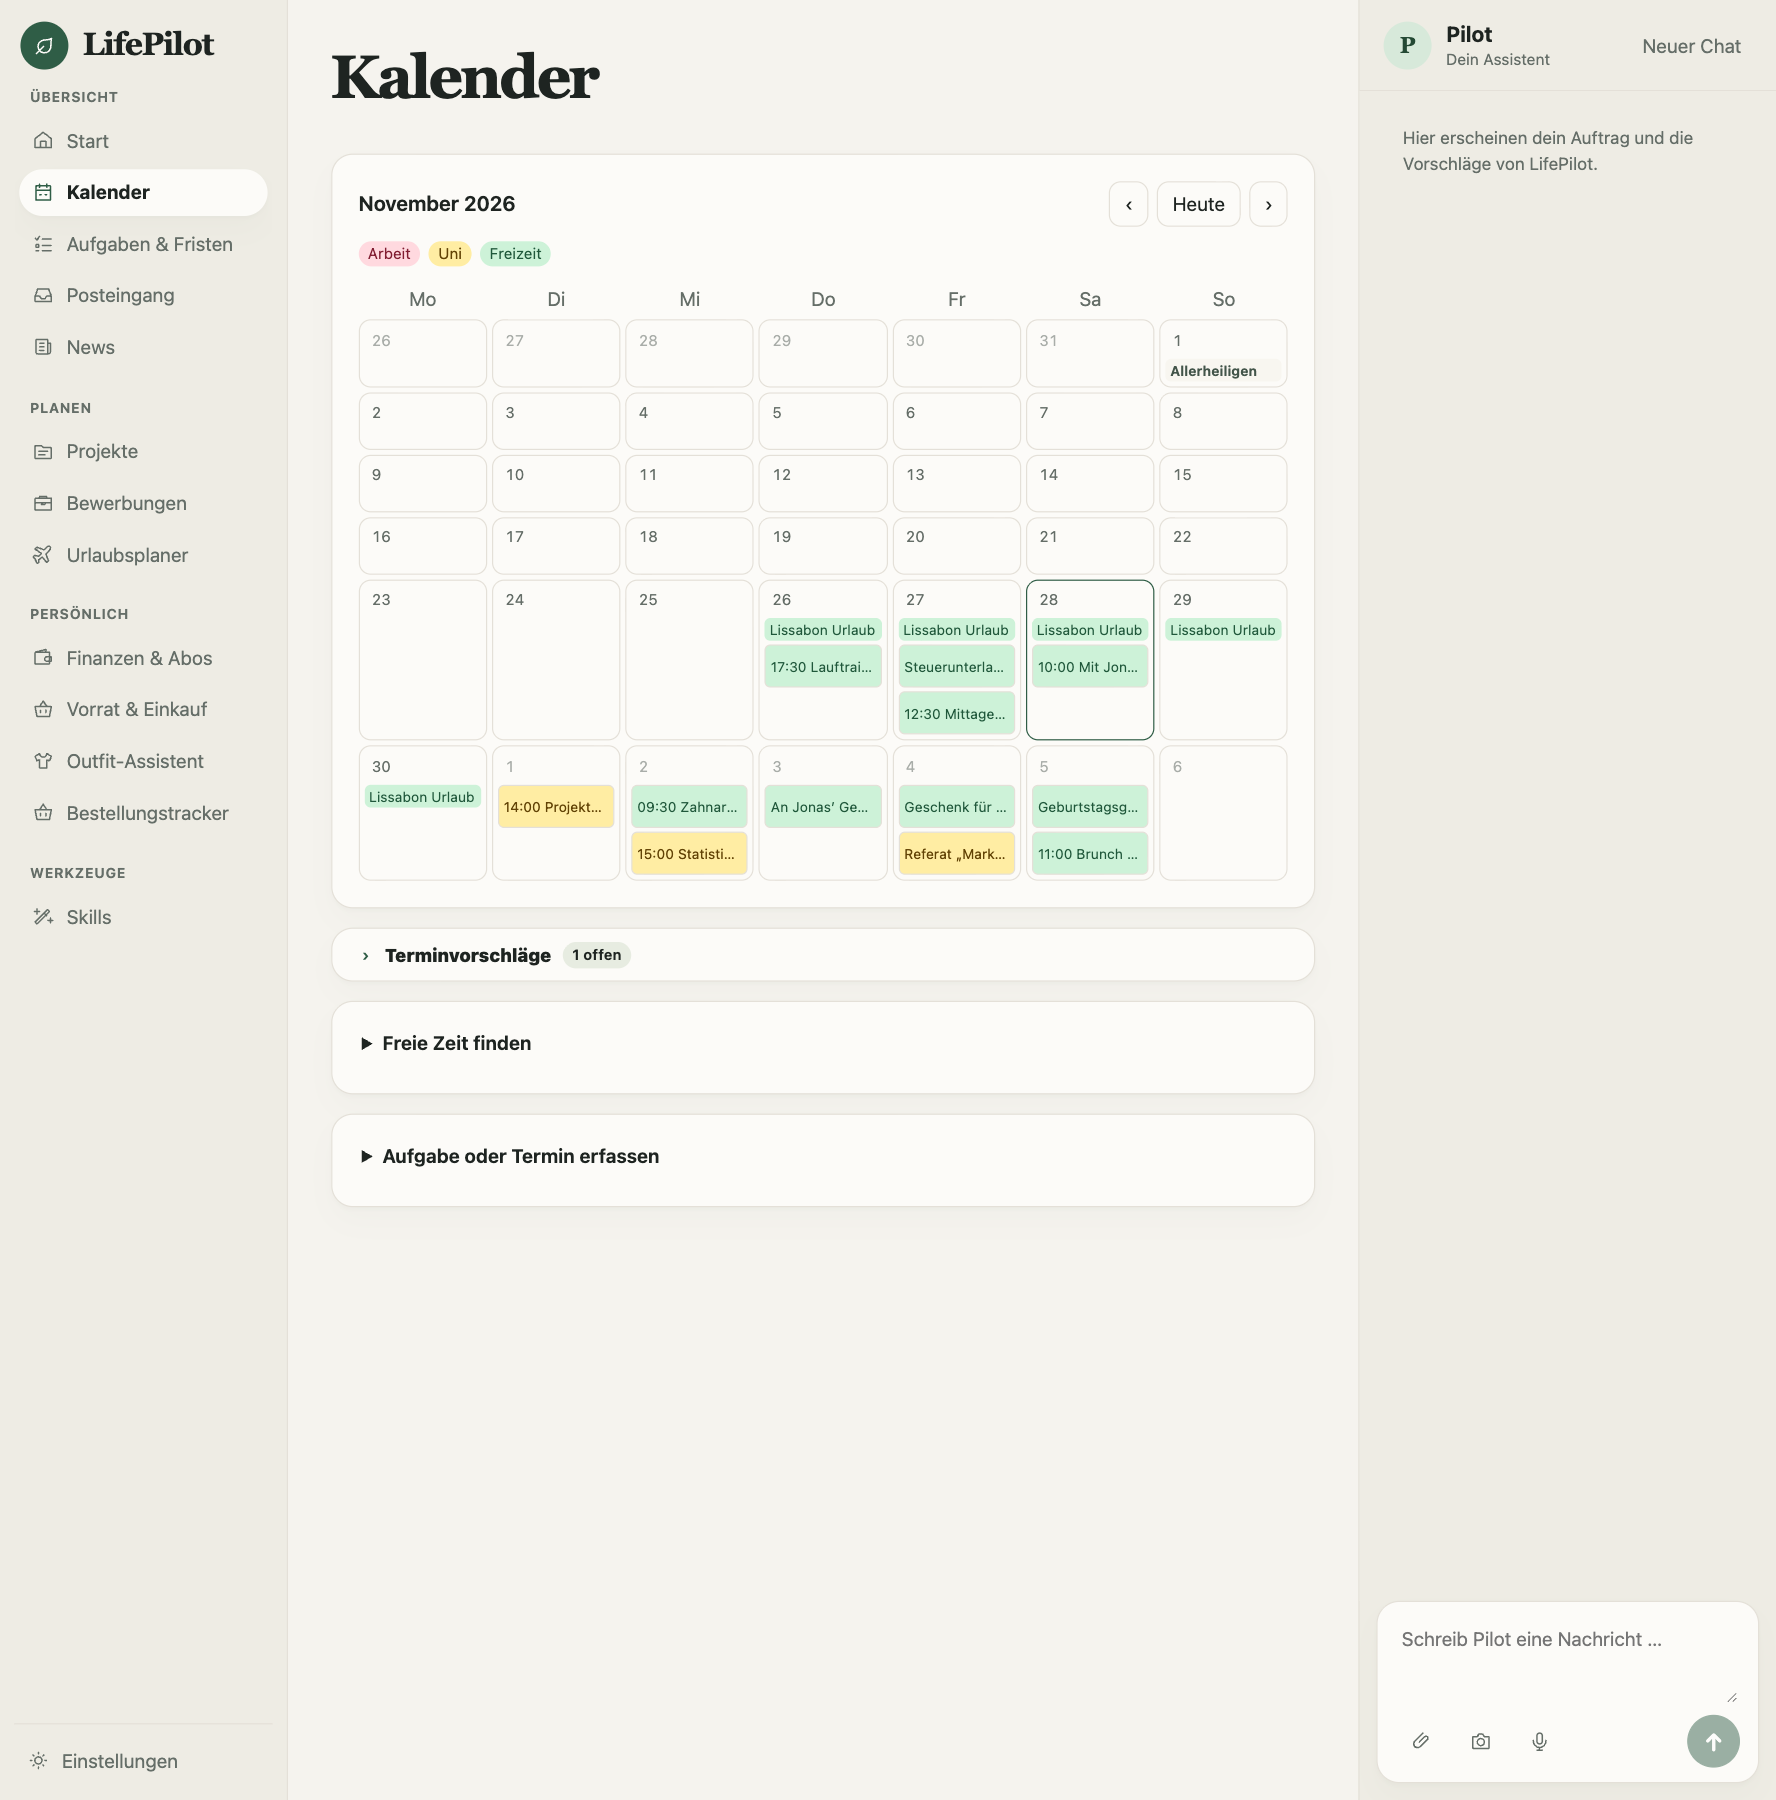 LifePilot
ÜBERSICHT
Start
Kalender
Aufgaben & Fristen
Posteingang
News
PLANEN
Projekte
Bewerbungen
Urlaubsplaner
PERSÖNLICH
Finanzen & Abos
Vorrat & Einkauf
Outfit-Assistent
Bestellungstracker
WERKZEUGE
Skills
Einstellungen
Kalender
November 2026
‹ Heute ›
Arbeit Uni Freizeit
Mo Di Mi Do Fr Sa So
26 27 28 29 30 31 1
Allerheiligen
2 3 4 5 6 7 8
9 10 11 12 13 14 15
16 17 18 19 20 21 22
23 24 25 26 27 28 29
Lissabon Urlaub Lissabon Urlaub Lissabon Urlaub Lissabon Urlaub
17:30 Lauftrai... Steuerunterla... 10:00 Mit Jon...
12:30 Mittage...
30 1 2 3 4 5 6
Lissabon Urlaub 14:00 Projekt... 09:30 Zahnar... An Jonas’ Ge... Geschenk für ... Geburtstagsg...
15:00 Statisti... Referat „Mark... 11:00 Brunch ...
› Terminvorschläge 1 offen
Freie Zeit finden
Aufgabe oder Termin erfassen
P
Pilot
Dein Assistent
Neuer Chat
Hier erscheinen dein Auftrag und die
Vorschläge von LifePilot.
Schreib Pilot eine Nachricht ...